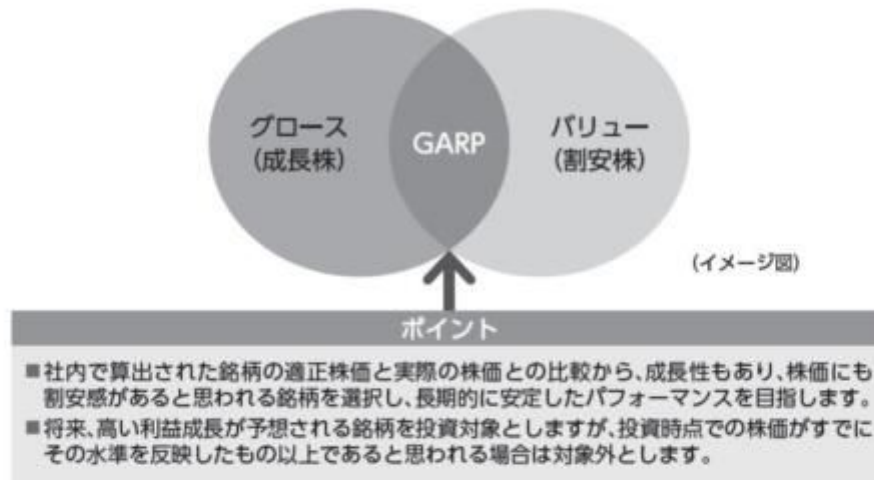 グロース
(成長株)
GARP
バリュー
(割安株)
(イメージ図)
ポイント
■社内で算出された銘柄の適正株価と実際の株価との比較から、成長性もあり、株価にも
割安感があると思われる銘柄を選択し、長期的に安定したパフォーマンスを目指します。
■将来、高い利益成長が予想される銘柄を投資対象としますが、投資時点での株価がすでに
その水準を反映したもの以上であると思われる場合は対象外とします。